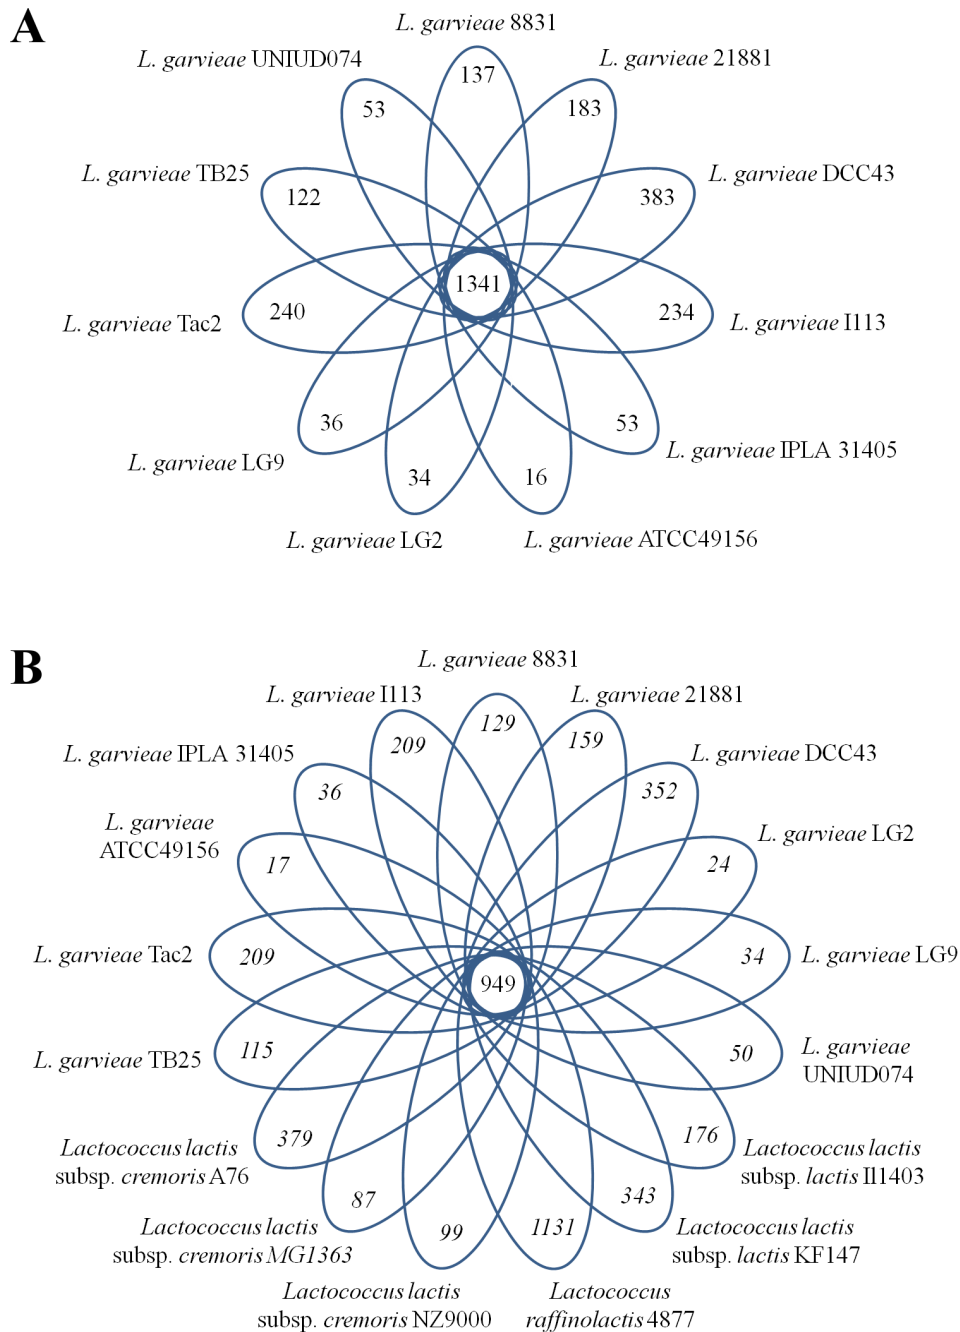 A
L. garvieae 8831
L. garvieae UNIUD074
L. garvieae 21881
137
53
183
L. garvieae TB25
L. garvieae DCC43
122
383
1341
L. garvieae Tac2
240
234
L. garvieae I113
36
53
L. garvieae LG9
L. garvieae IPLA 31405
34
16
L. garvieae LG2
L. garvieae ATCC49156
B
L. garvieae 8831
L. garvieae I113
L. garvieae 21881
129
209
159
L. garvieae IPLA 31405
L. garvieae DCC43
36
352
L. garvieae
ATCC49156
L. garvieae LG2
17
24
L. garvieae Tac2
209
34
L. garvieae LG9
949
L. garvieae TB25
115
50
L. garvieae
UNIUD074
379
176
Lactococcus lactis
subsp. cremoris A76
Lactococcus lactis
subsp. lactis Il1403
87
343
Lactococcus lactis
subsp. cremoris MG1363
Lactococcus lactis
subsp. lactis KF147
99
1131
Lactococcus lactis
subsp. cremoris NZ9000
Lactococcus
raffinolactis 4877